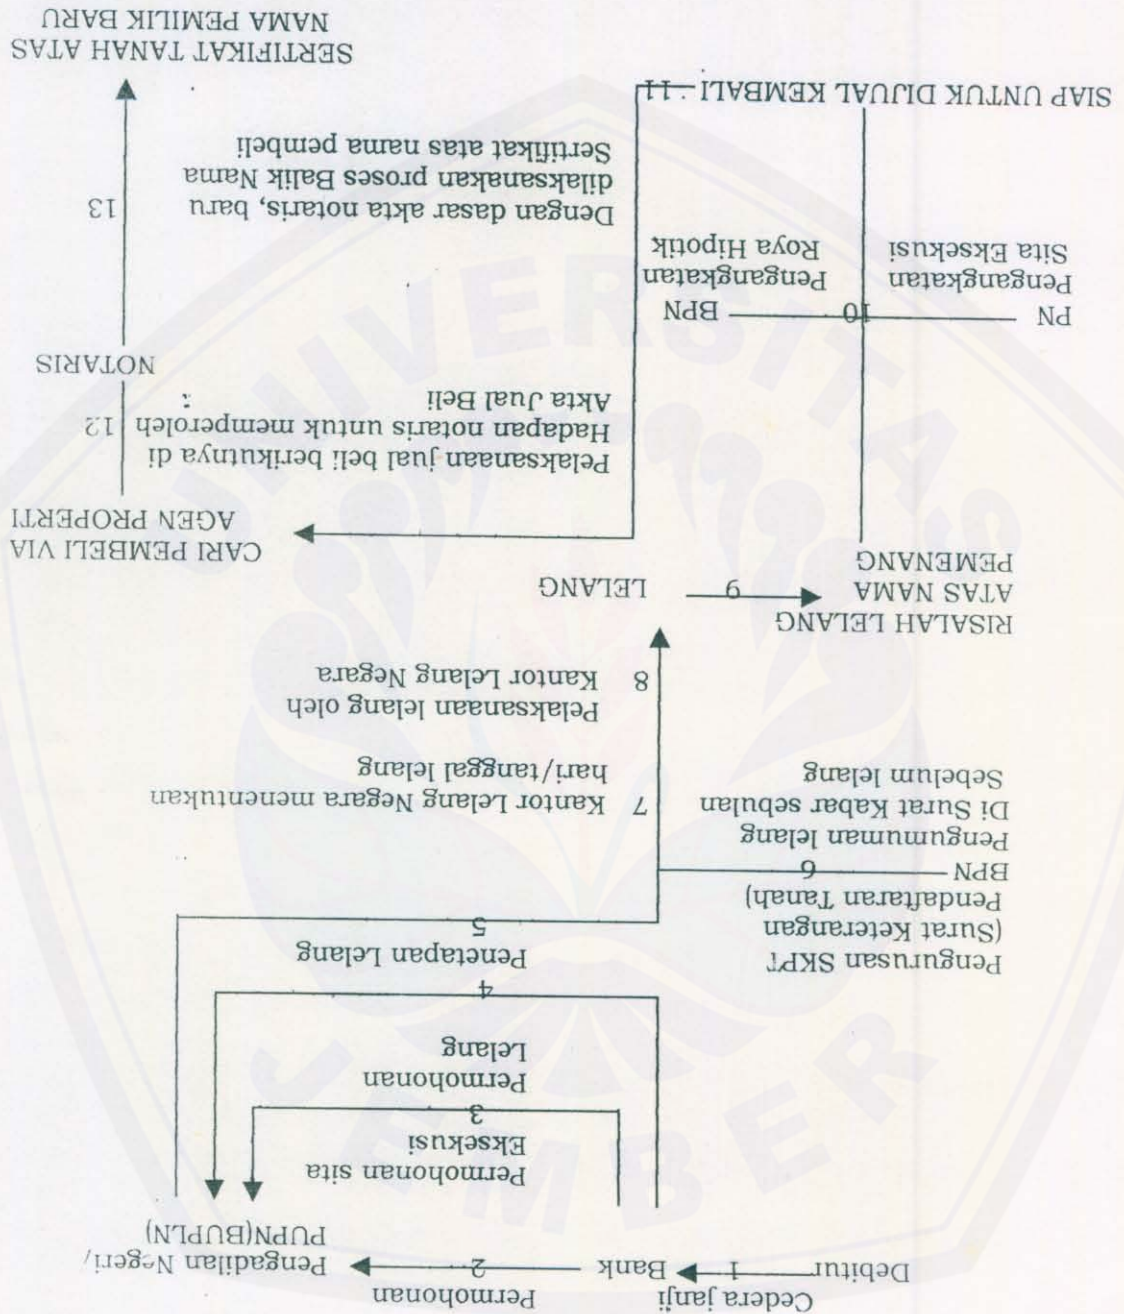 Cedera janji
Permohonan
Debitur 1 Bank 2 Pengadilan Negeri/
PUPN(BUPLN)
Permohonan sita
Eksekusi
3
Permohonan
Lelang
4
Penetapan Lelang
5
Pengurusan SKPT
(Surat Keterangan
Pendaftaran Tanah)
BPN 6
Pengumuman lelang
Di Surat Kabar sebulan
Sebelum lelang
7 Kantor Lelang Negara menentukan
hari/tanggal lelang
Pelaksanaan lelang oleh
8 Kantor Lelang Negara
RISALAH LELANG
ATAS NAMA
PEMENANG
9 LELANG
CARI PEMBELI VIA
AGEN PROPERTI
PN 10 BPN
Pengangkatan
Sita Eksekusi
Pengangkatan
Roya Hipotik
SIAP UNTUK DIJUAL KEMBALI 11
Pelaksanaan jual beli berikutnya di
Hadapan notaris untuk memperoleh 12
Akta Jual Beli
NOTARIS
Dengan dasar akta notaris, baru 13
dilaksanakan proses Balik Nama
Sertifikat atas nama pembeli
SERTIFIKAT TANAH ATAS
NAMA PEMILIK BARU
UNIVERSITAS
JEMBER